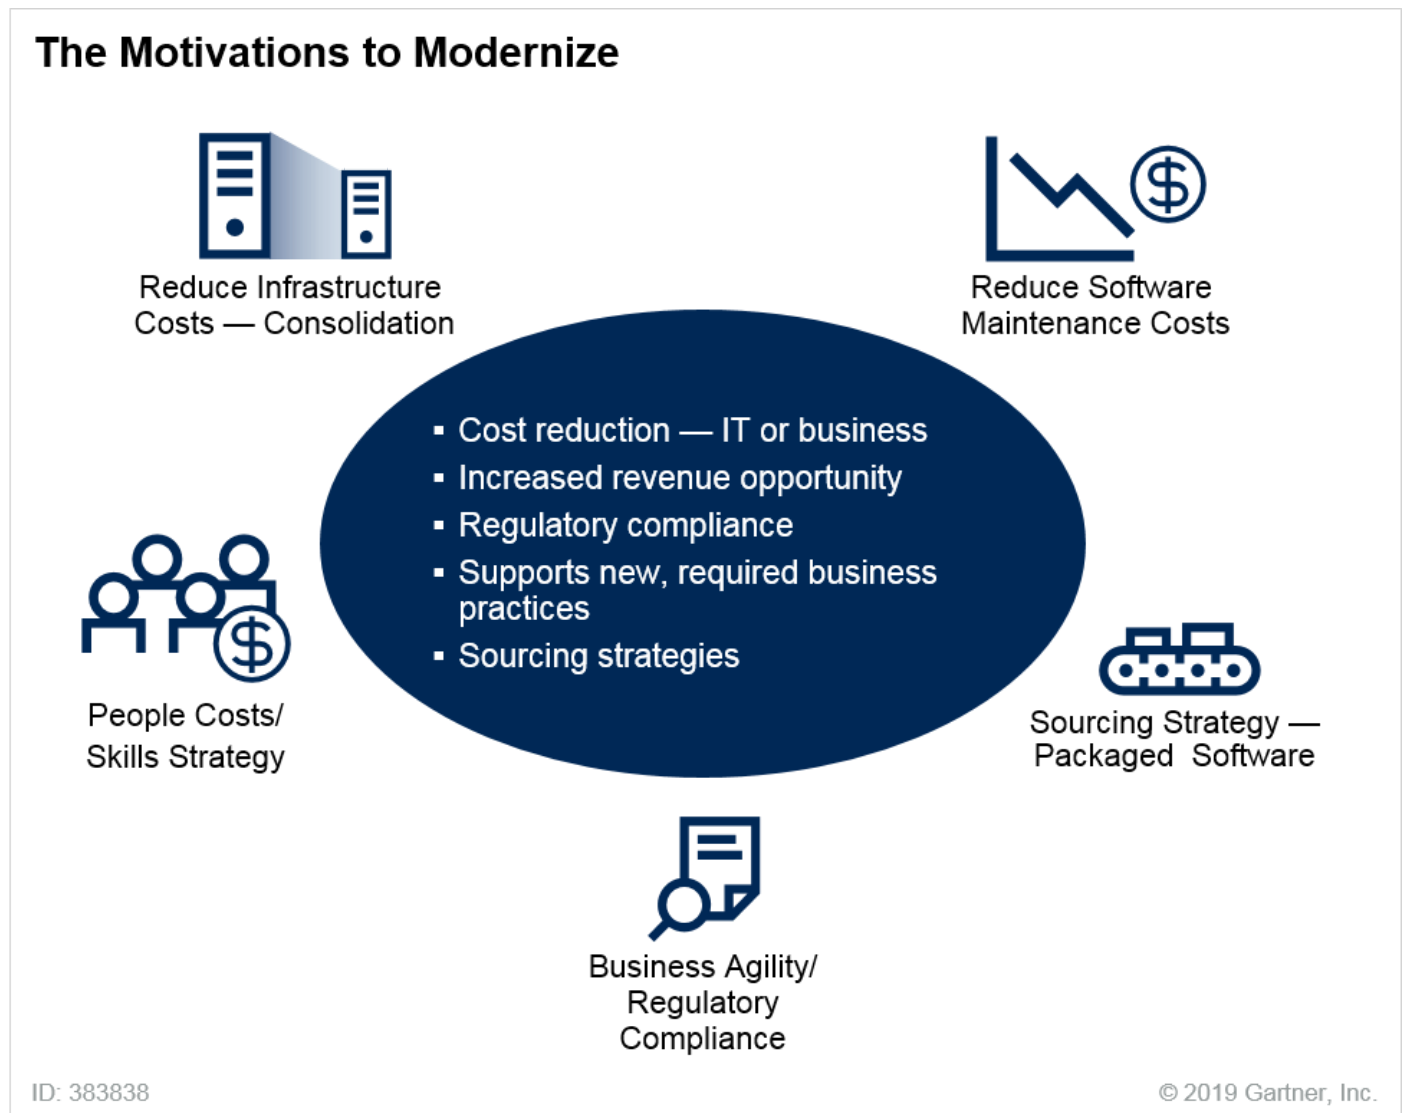 The Motivations to Modernize
Reduce Infrastructure
Costs — Consolidation
Reduce Software
Maintenance Costs
▪ Cost reduction — IT or business
▪ Increased revenue opportunity
▪ Regulatory compliance
▪ Supports new, required business
practices
▪ Sourcing strategies
People Costs/
Skills Strategy
Sourcing Strategy —
Packaged Software
Business Agility/
Regulatory
Compliance
ID: 383838
© 2019 Gartner, Inc.